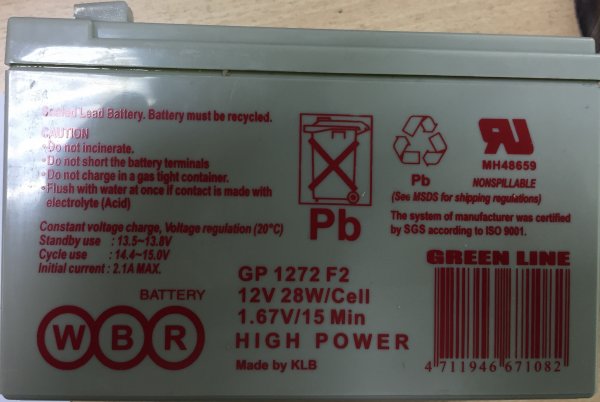 Sealed Lead Battery. Battery must be recycled.
CAUTION
• Do not incinerate.
• Do not short the battery terminals
• Do not charge in a gas tight container.
• Flush with water at once if contact is made with
electrolyte (Acid)
Constant voltage charge, Voltage regulation (20°C)
Standby use : 13.5~13.8V
Cycle use : 14.4~15.0V
Initial current : 2.1A MAX.
BATTERY
WBR
Pb
GP 1272 F2
12V 28W/Cell
1.67V/15 Min
HIGH POWER
Made by KLB
Pb
RU
MH48659
NONSPILLABLE
(See MSDS for shipping regulations)
The system of manufacturer was certified
by SGS according to ISO 9001.
GREEN LINE
4 711946 671082